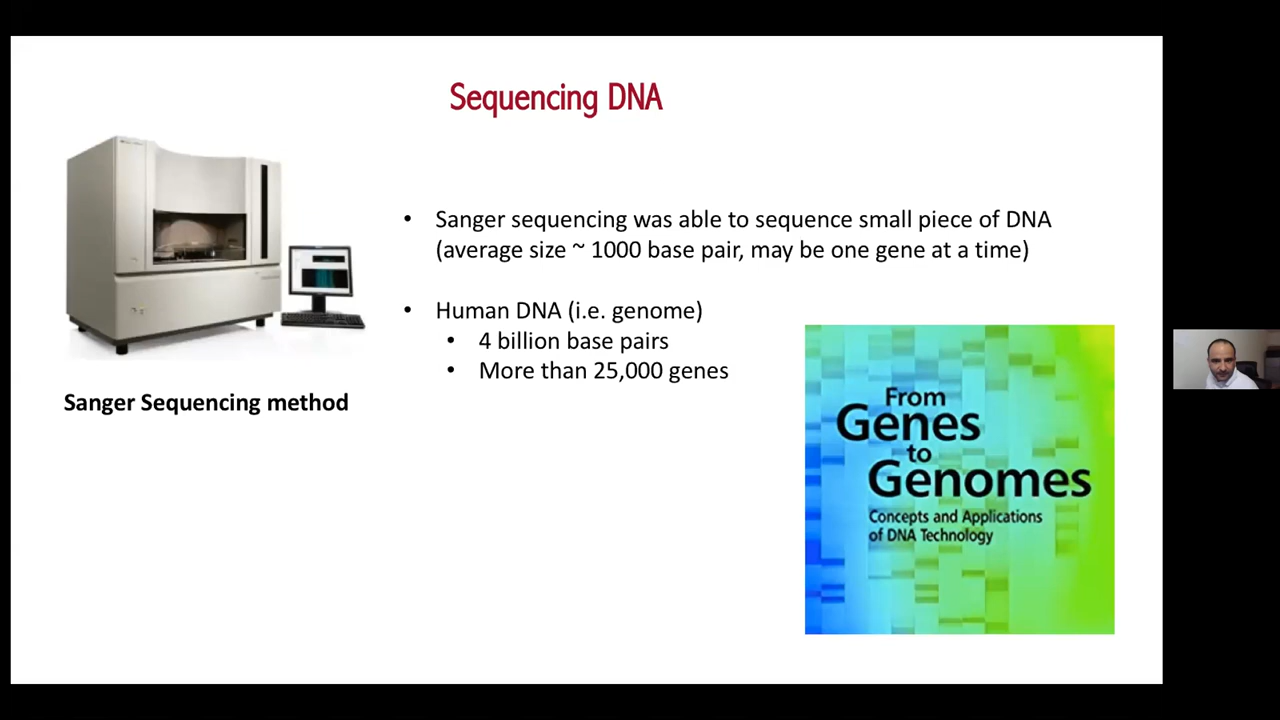 Sequencing DNA
• Sanger sequencing was able to sequence small piece of DNA
(average size ~ 1000 base pair, may be one gene at a time)
• Human DNA (i.e. genome)
• 4 billion base pairs
• More than 25,000 genes
Sanger Sequencing method
From
Genes
to
Genomes
Concepts and Applications
of DNA Technology